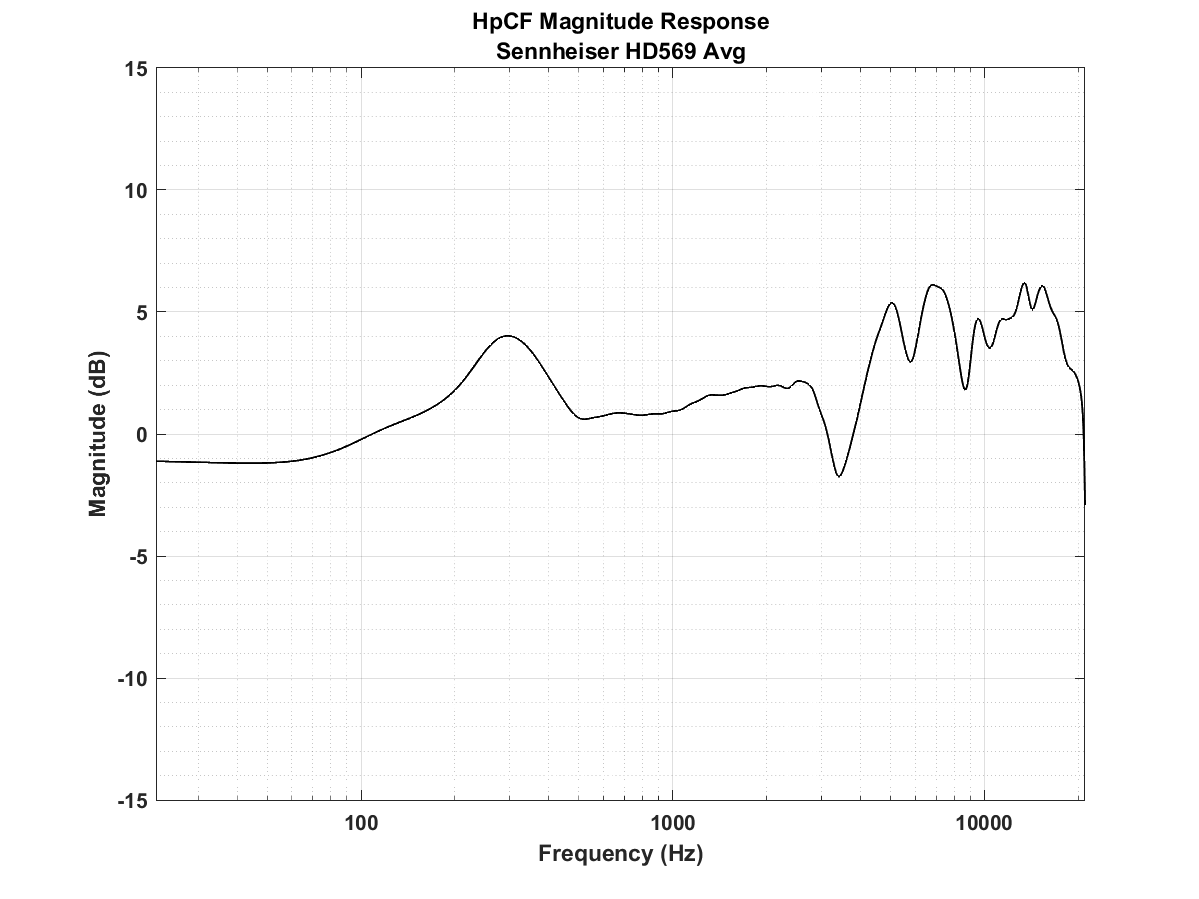 HpCF Magnitude Response
Sennheiser HD569 Avg
15
10
5
0
-5
-10
-15
Magnitude (dB)
100
1000
10000
Frequency (Hz)